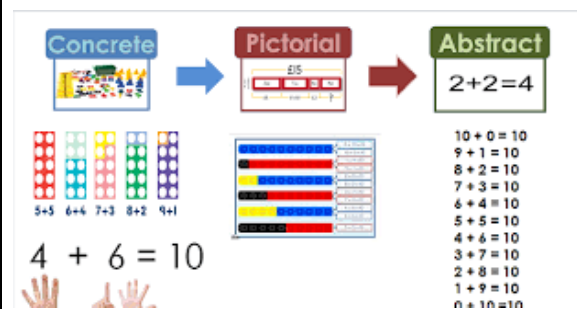 Concrete
Pictorial
Abstract
£15
2+2=4
5+5 6+4 7+3 8+2 9+1
4 + 6 = 10
10 + 0 = 10
9 + 1 = 10
8 + 2 = 10
7 + 3 = 10
6 + 4 = 10
5 + 5 = 10
4 + 6 = 10
3 + 7 = 10
2 + 8 = 10
1 + 9 = 10
0 + 10 =10